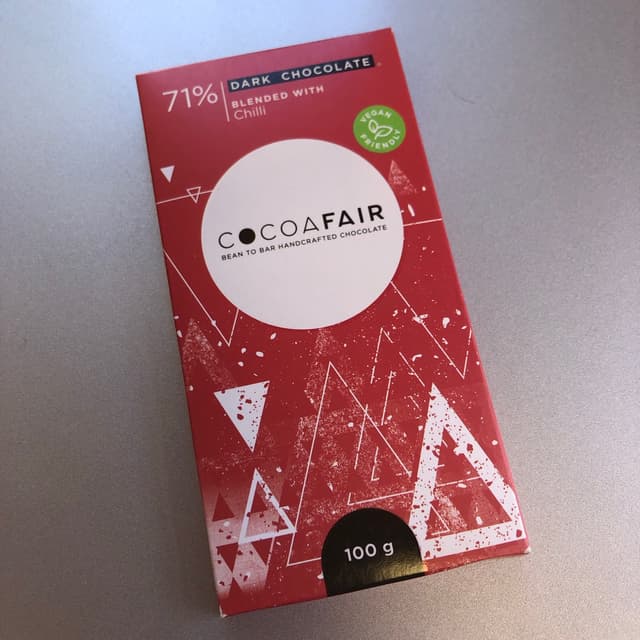 71%
DARK CHOCOLATE
BLENDED WITH
Chilli
VEGAN FRIENDLY
COCOAFAIR
BEAN TO BAR HANDCRAFTED CHOCOLATE
100 g